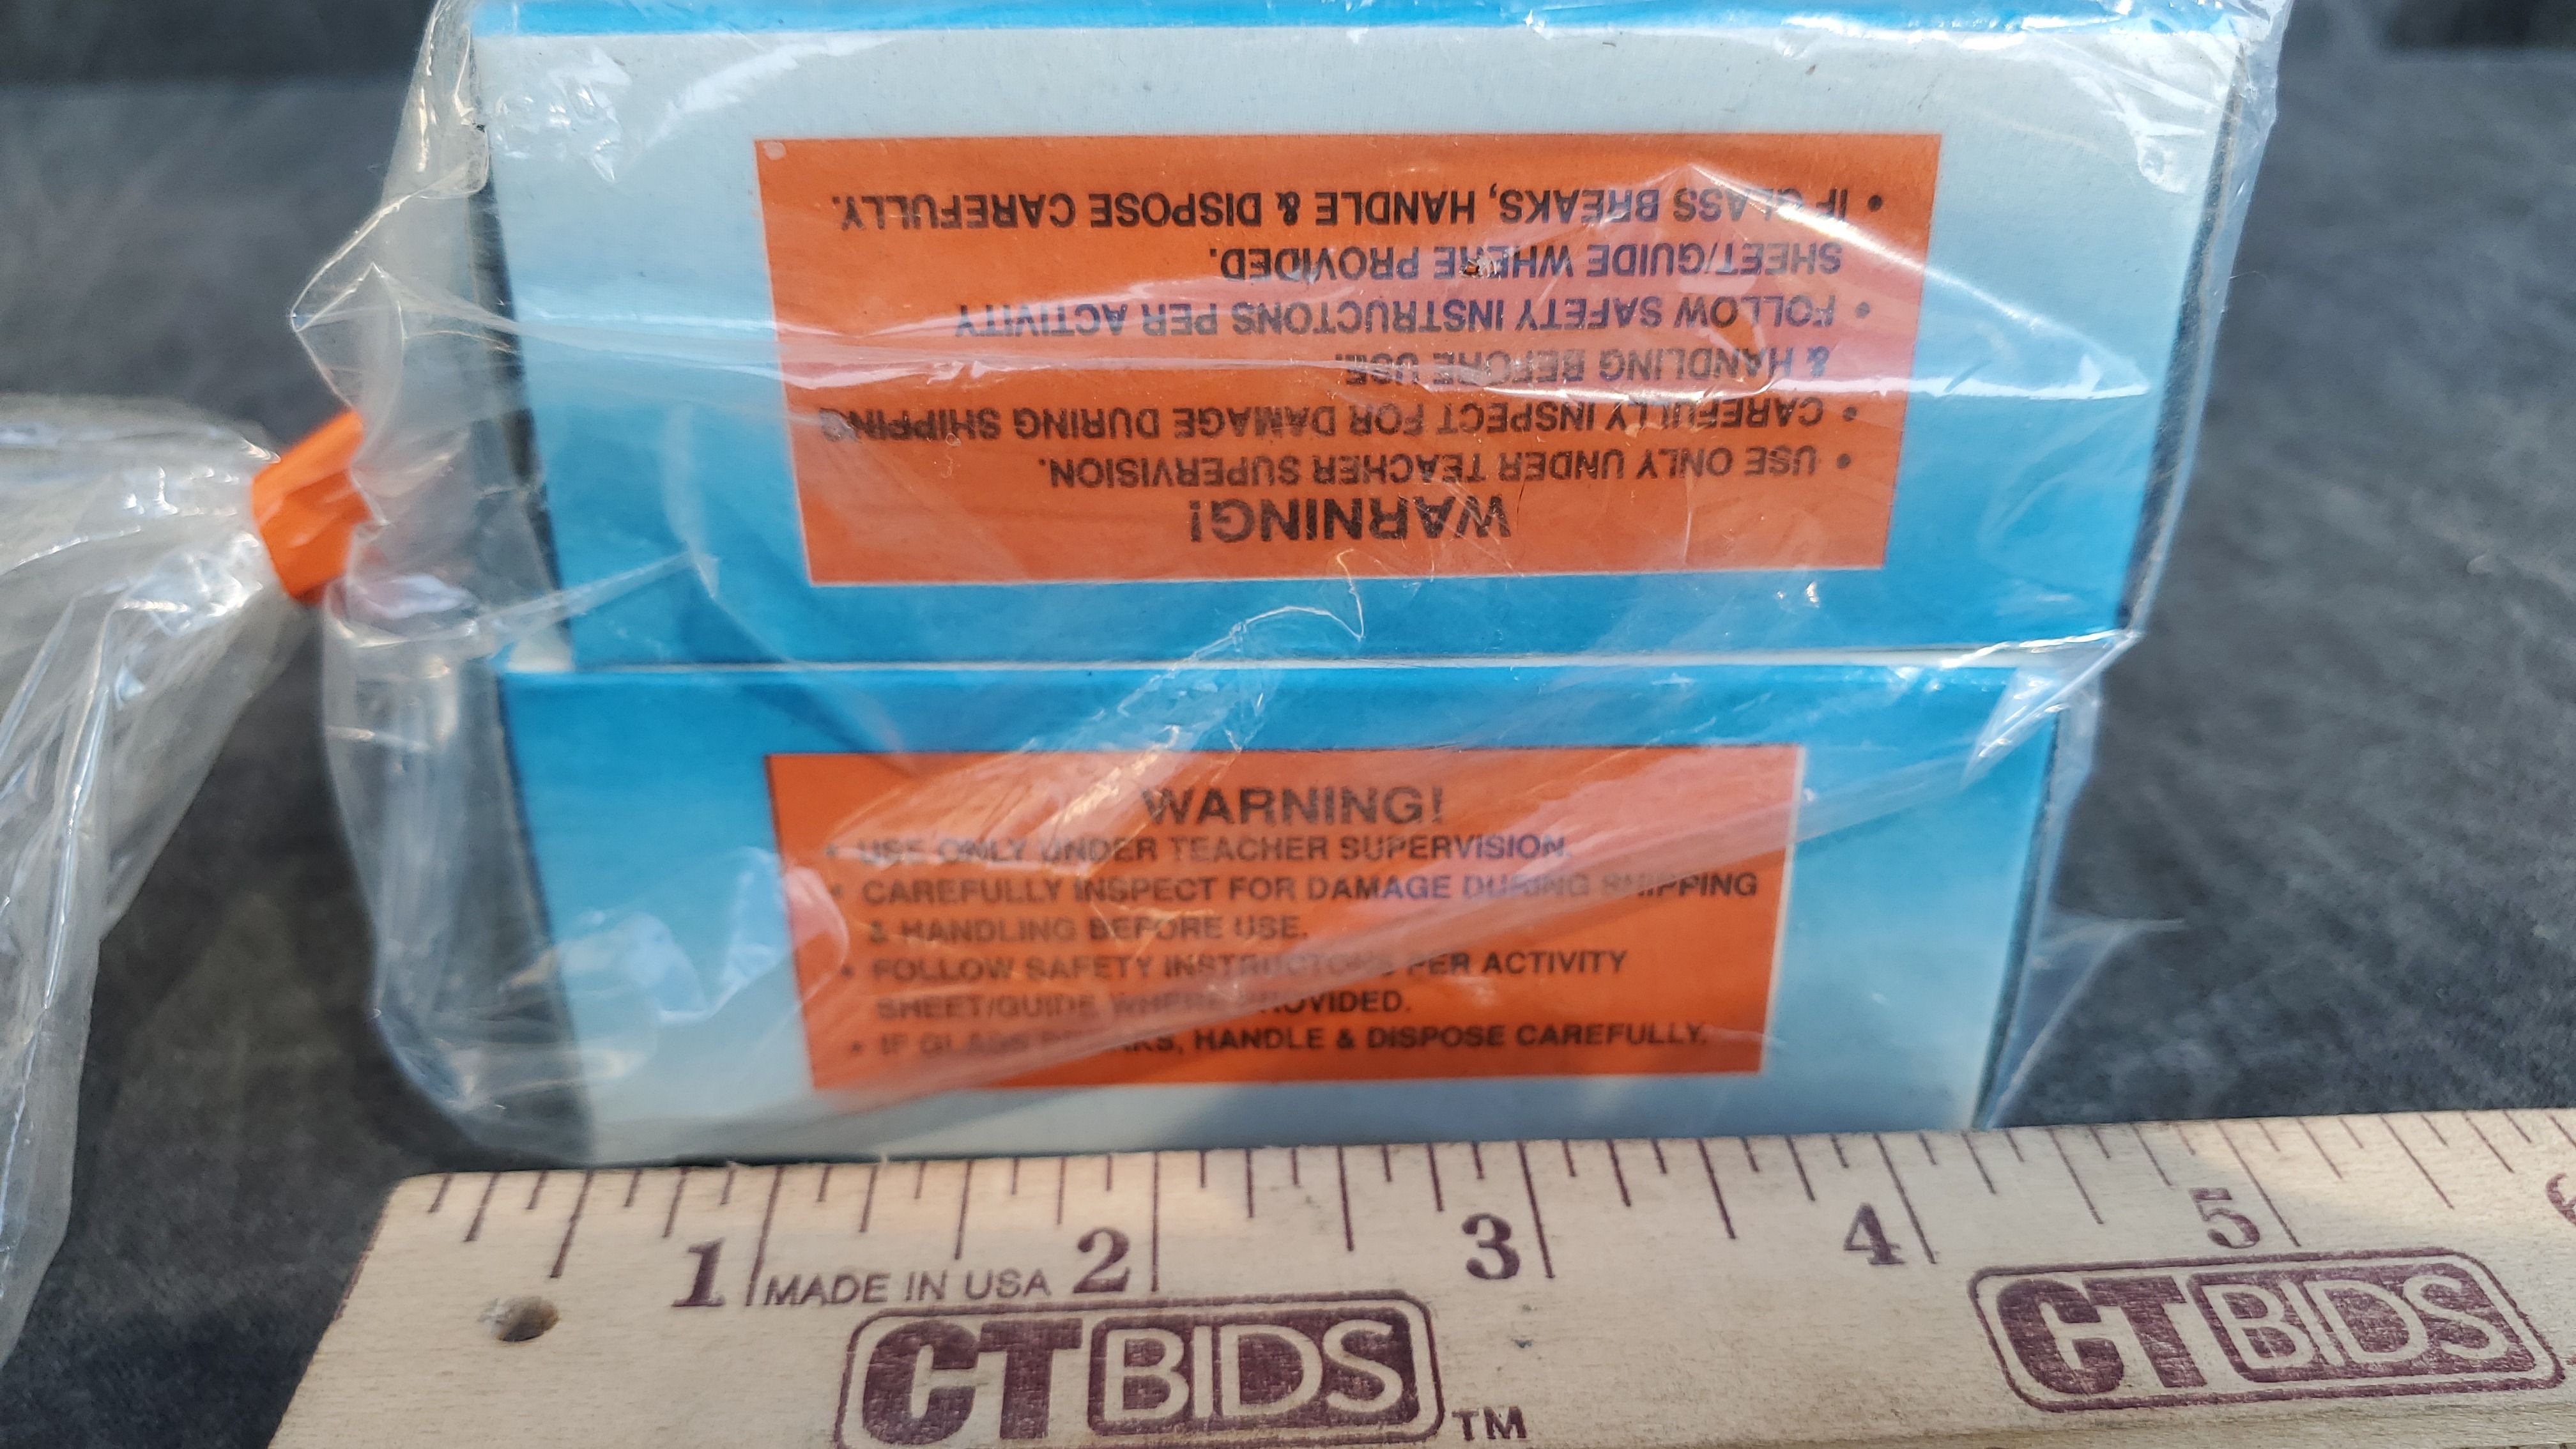 WARNING!
• USE ONLY UNDER TEACHER SUPERVISION.
• CAREFULLY INSPECT FOR DAMAGE DURING SHIPPING
& HANDLING BEFORE USE.
• FOLLOW SAFETY INSTRUCTONS PER ACTIVITY
SHEET/GUIDE WHERE PROVIDED.
• IF GLASS BREAKS, HANDLE & DISPOSE CAREFULLY.
WARNING!
• USE ONLY UNDER TEACHER SUPERVISION.
• CAREFULLY INSPECT FOR DAMAGE DURING SHIPPING
& HANDLING BEFORE USE.
• FOLLOW SAFETY INSTRUCTONS PER ACTIVITY
SHEET/GUIDE WHERE PROVIDED.
• IF GLASS BREAKS, HANDLE & DISPOSE CAREFULLY.
1 2 3 4 5 6
MADE IN USA
CTBIDS™ CTBIDS